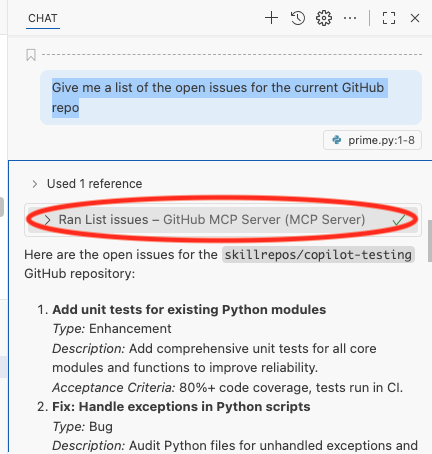 CHAT
Give me a list of the open issues for the current GitHub
repo
prime.py:1-8
Used 1 reference
Ran List issues – GitHub MCP Server (MCP Server)
Here are the open issues for the skillrepos/copilot-testing
GitHub repository:
1. Add unit tests for existing Python modules
Type: Enhancement
Description: Add comprehensive unit tests for all core
modules and functions to improve reliability.
Acceptance Criteria: 80%+ code coverage, tests run in CI.
2. Fix: Handle exceptions in Python scripts
Type: Bug
Description: Audit Python files for unhandled exceptions and